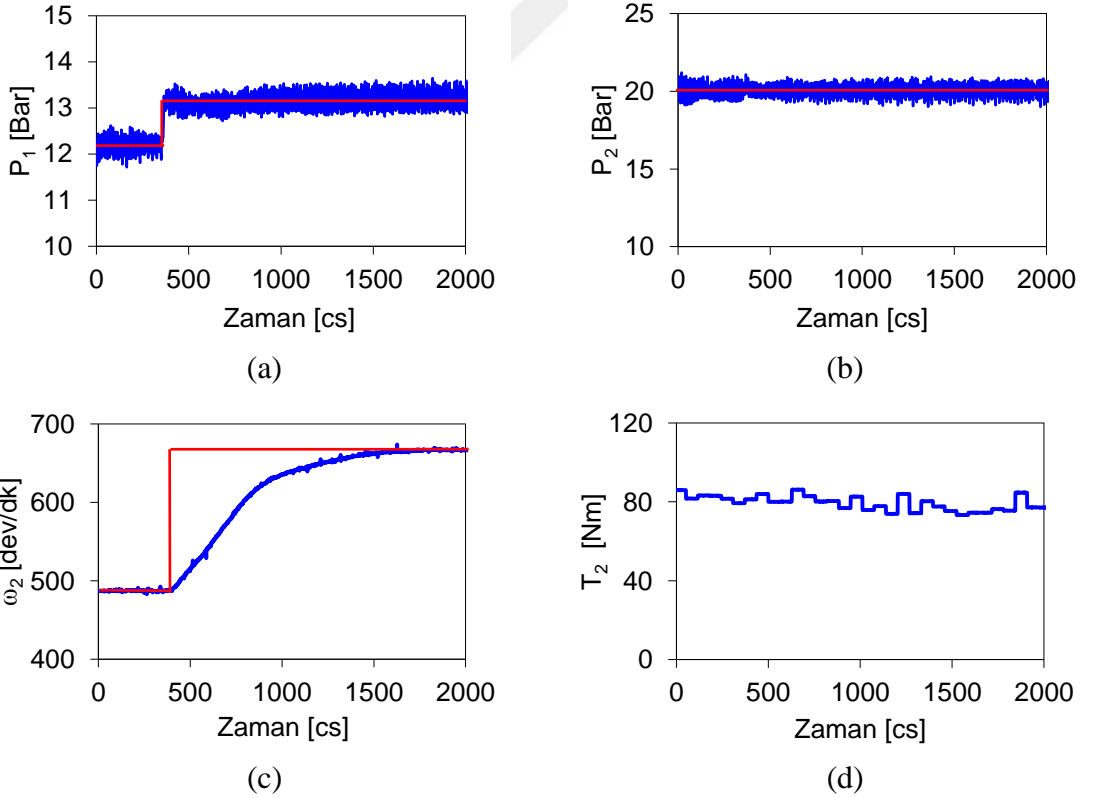 15
14
13
12
11
10
P1 [Bar]
0 500 1000 1500 2000
Zaman [cs]
(a)
25
20
15
10
P2 [Bar]
0 500 1000 1500 2000
Zaman [cs]
(b)
700
600
500
400
ω2 [dev/dk]
0 500 1000 1500 2000
Zaman [cs]
(c)
120
80
40
0
T2 [Nm]
0 500 1000 1500 2000
Zaman [cs]
(d)